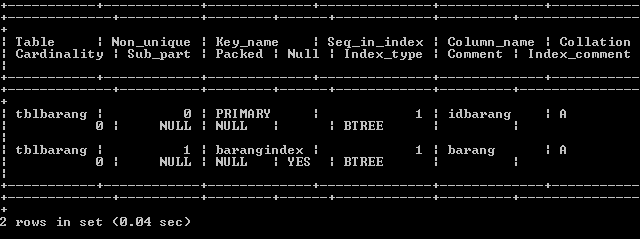 +-----------+------------+-------------+--------------+-------------+-----------+
-------------+----------+--------+------+------------+---------+---------------+
+
| Table     | Non_unique | Key_name    | Seq_in_index | Column_name | Collation |
Cardinality | Sub_part | Packed | Null | Index_type | Comment | Index_comment
|
+-----------+------------+-------------+--------------+-------------+-----------+
-------------+----------+--------+------+------------+---------+---------------+
+
| tblbarang |          0 | PRIMARY     |            1 | idbarang    | A
          0 |     NULL | NULL   |      | BTREE      |         |
|
| tblbarang |          1 | barangindex |            1 | barang      | A
          0 |     NULL | NULL   | YES  | BTREE      |         |
|
+-----------+------------+-------------+--------------+-------------+-----------+
-------------+----------+--------+------+------------+---------+---------------+
+
2 rows in set (0.04 sec)